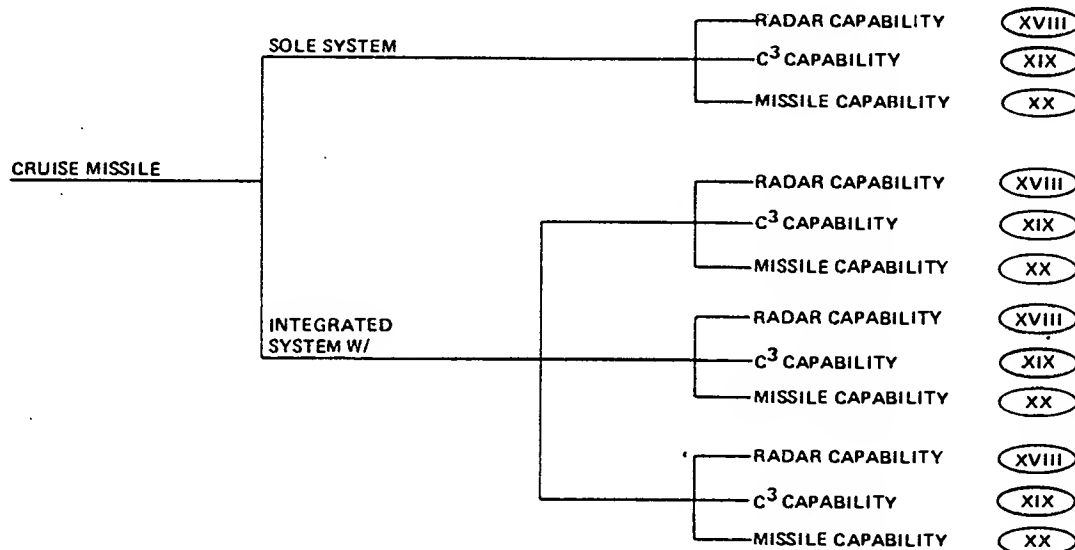 RADAR CAPABILITY XVIII
SOLE SYSTEM
C³ CAPABILITY XIX
MISSILE CAPABILITY XX
CRUISE MISSILE
RADAR CAPABILITY XVIII
C³ CAPABILITY XIX
MISSILE CAPABILITY XX
INTEGRATED
SYSTEM W/
RADAR CAPABILITY XVIII
C³ CAPABILITY XIX
MISSILE CAPABILITY XX
RADAR CAPABILITY XVIII
C³ CAPABILITY XIX
MISSILE CAPABILITY XX